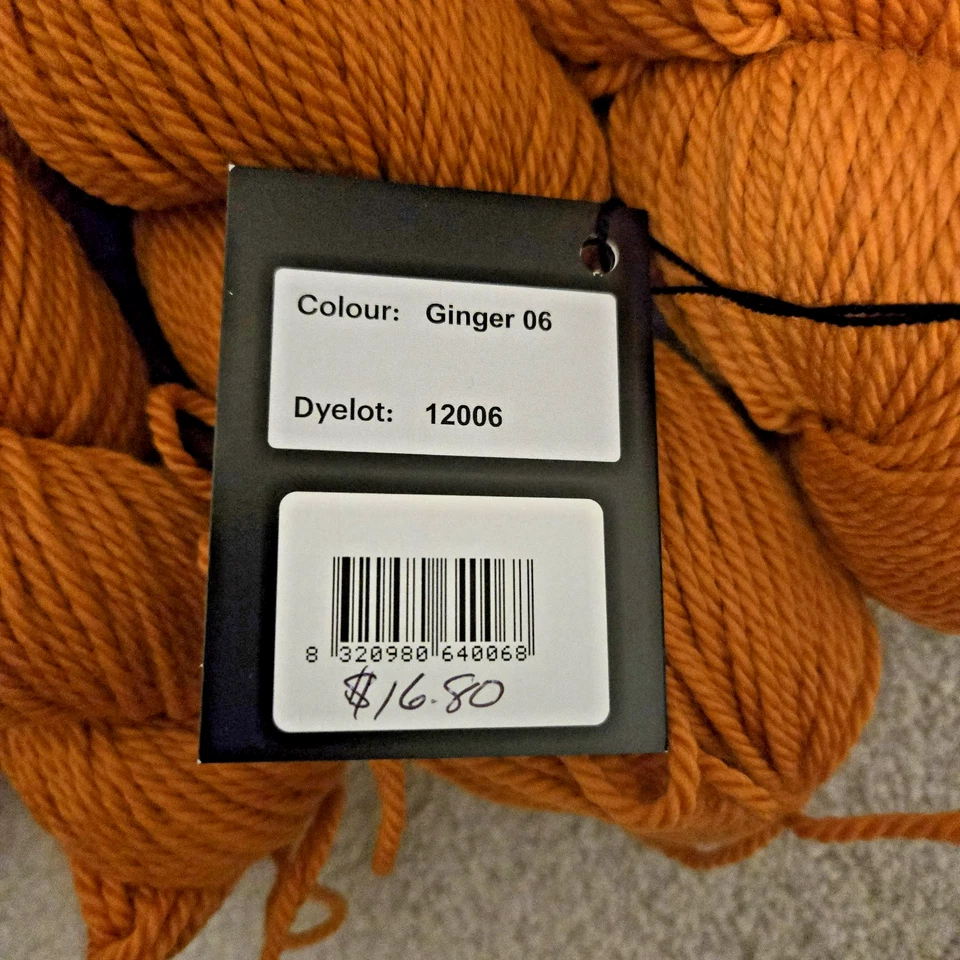 Colour: Ginger 06
Dyelot: 12006
8 320980 640068
$16.80